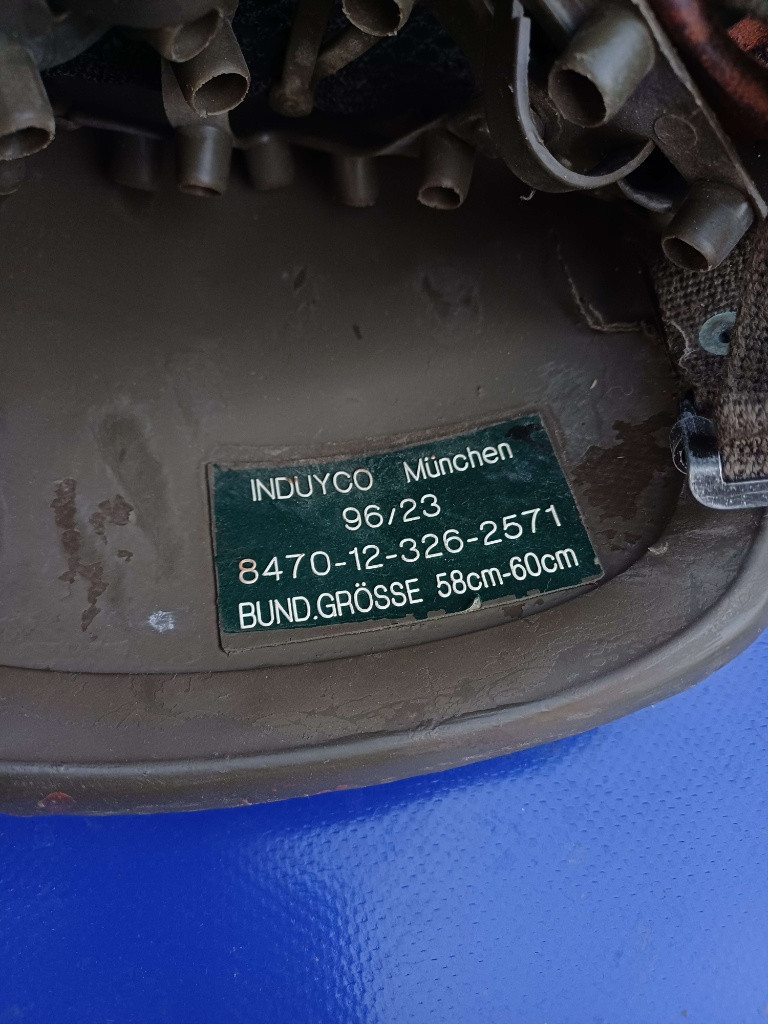 INDUYCO München
96/23
8470-12-326-2571
BUND.GRÖSSE 58cm-60cm